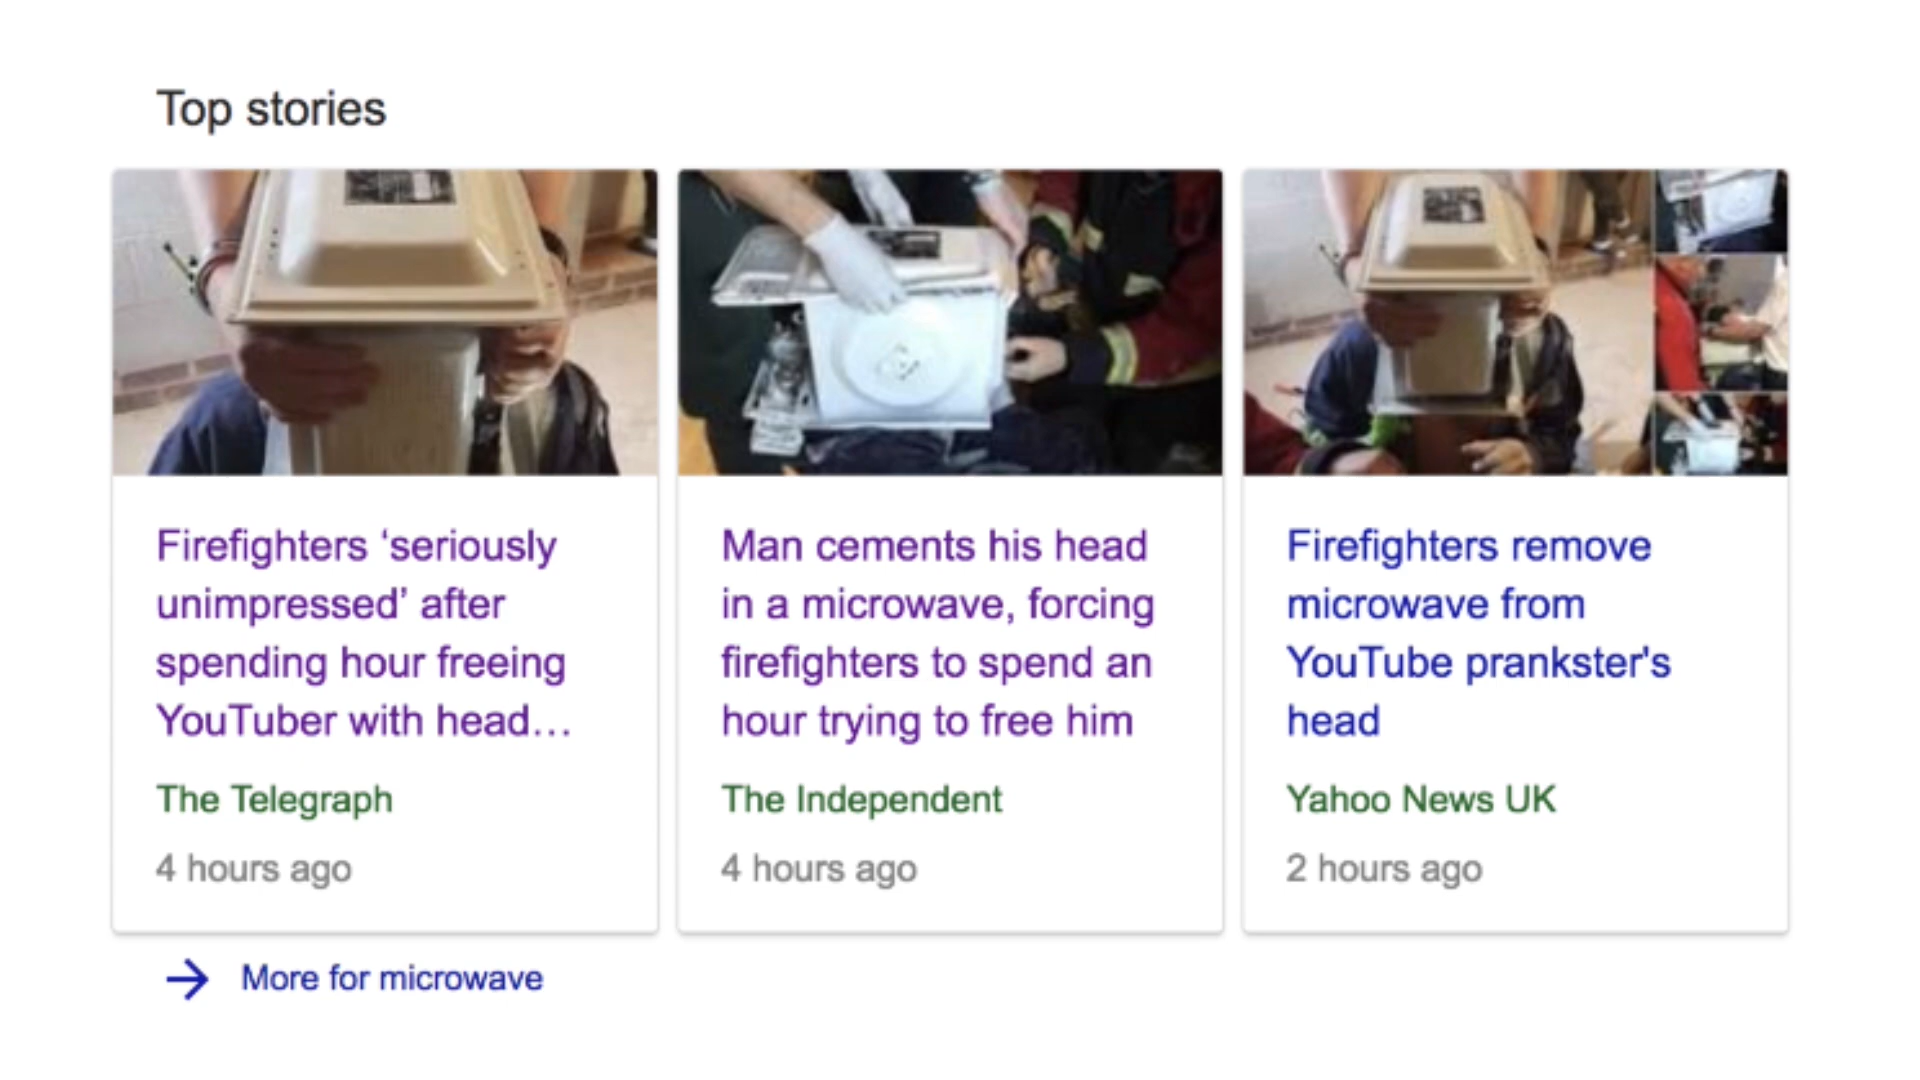 Top stories
Firefighters ‘seriously
unimpressed’ after
spending hour freeing
YouTuber with head…
The Telegraph
4 hours ago
Man cements his head
in a microwave, forcing
firefighters to spend an
hour trying to free him
The Independent
4 hours ago
Firefighters remove
microwave from
YouTube prankster's
head
Yahoo News UK
2 hours ago
More for microwave